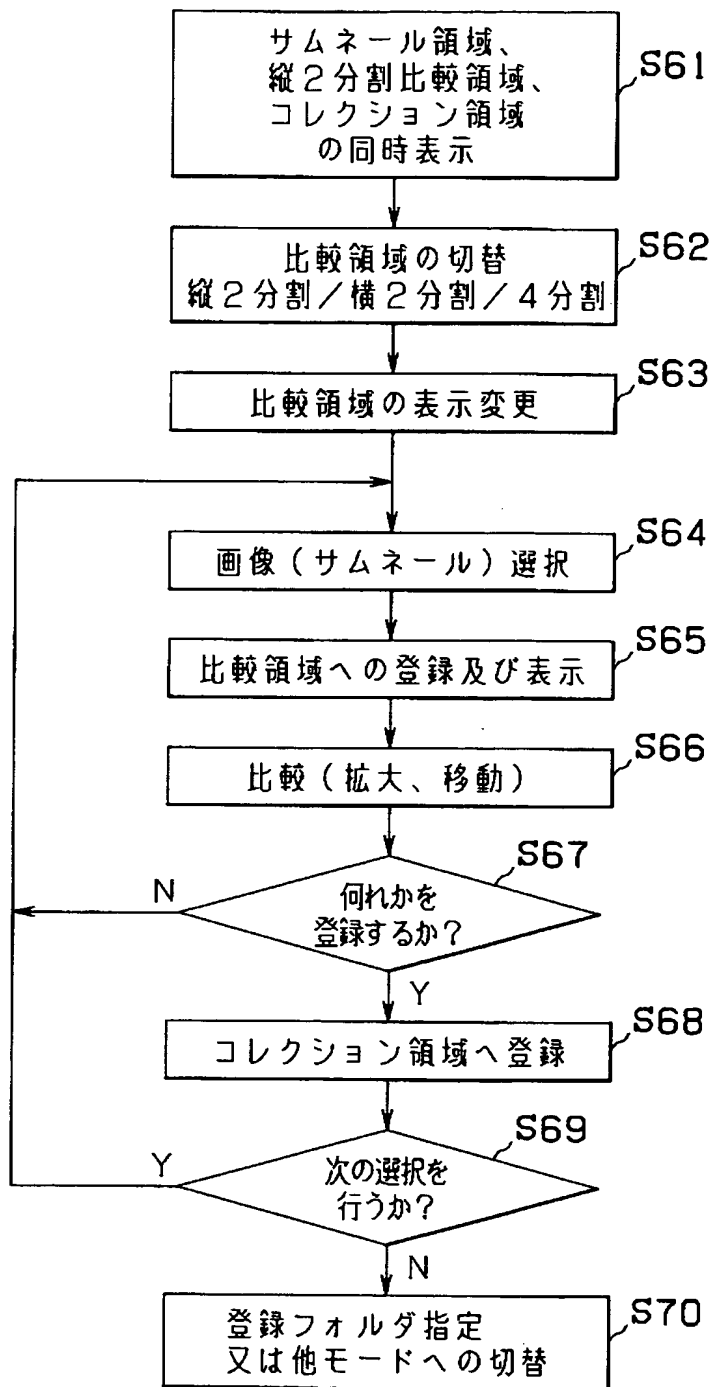 サムネール領域、
縦2分割比較領域、
コレクション領域
の同時表示
S61
比較領域の切替
縦2分割/横2分割/4分割
S62
比較領域の表示変更
S63
画像(サムネール)選択
S64
比較領域への登録及び表示
S65
比較(拡大、移動)
S66
何れかを
登録するか?
S67
N
Y
コレクション領域へ登録
S68
次の選択を
行うか?
S69
Y
N
登録フォルダ指定
又は他モードへの切替
S70